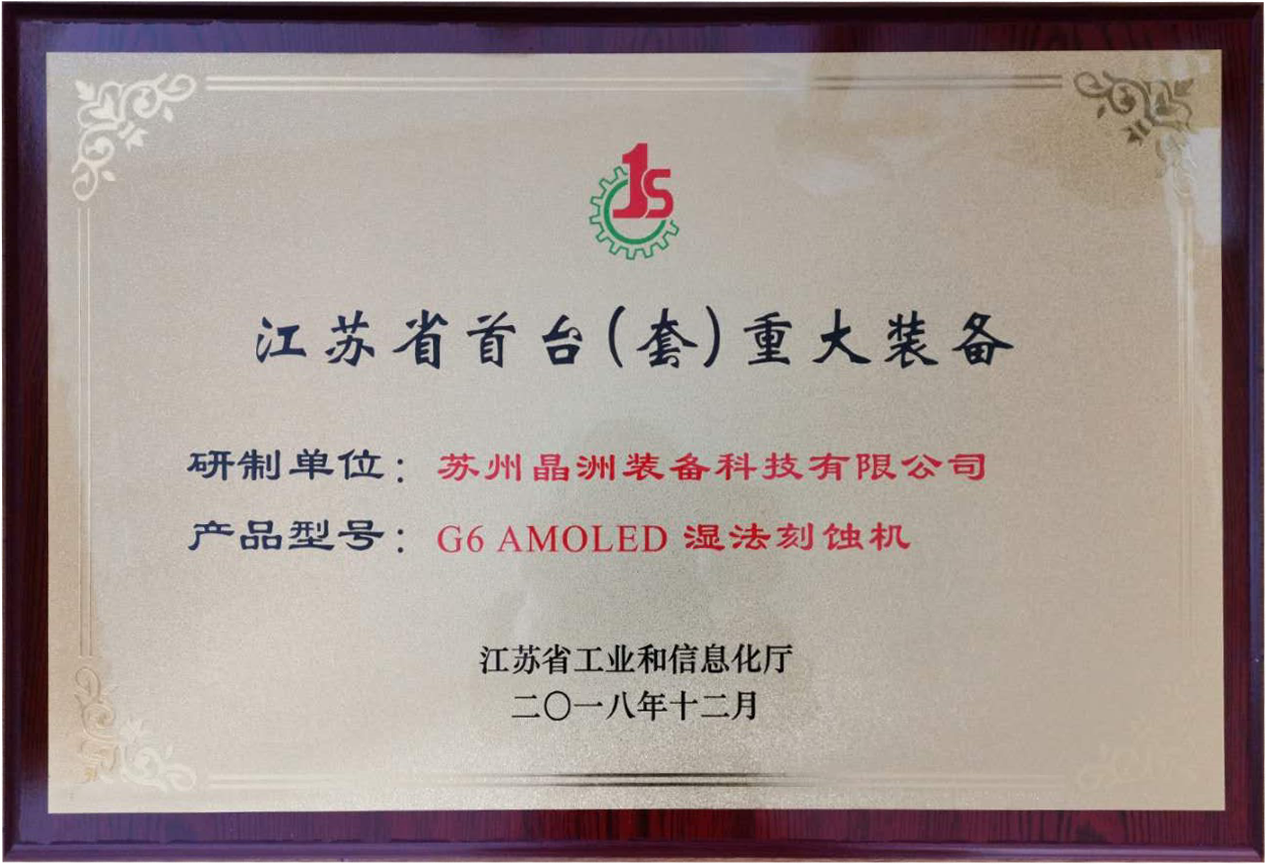 1S
江苏省首台(套)重大装备
研制单位：苏州晶洲装备科技有限公司
产品型号：G6 AMOLED 湿法刻蚀机
江苏省工业和信息化厅
二〇一八年十二月